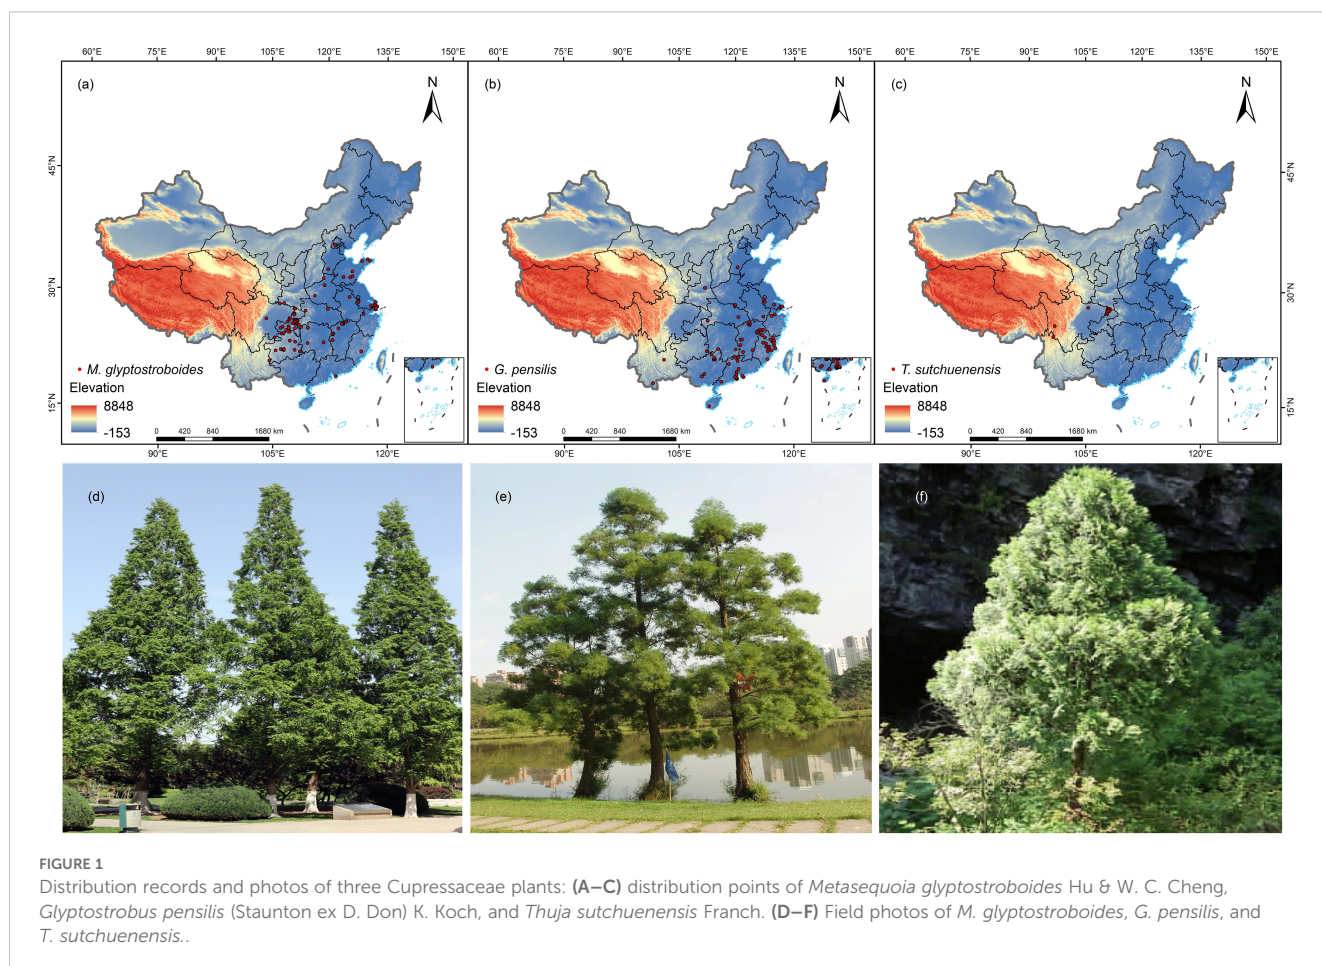 60°E 75°E 90°E 105°E 120°E 135°E 150°E 60°E 75°E 90°E 105°E 120°E 135°E 150°E 60°E 75°E 90°E 105°E 120°E 135°E 150°E
(a) N (b) N (c) N
45°N 45°N
30°N 30°N
15°N 15°N
M. glyptostroboides
Elevation
8848
-153
0 420 840 1680 km
G. pensilis
Elevation
8848
-153
0 420 840 1680 km
T. sutchuenensis
Elevation
8848
-153
0 420 840 1680 km
90°E 105°E 120°E 90°E 105°E 120°E 90°E 105°E 120°E
(d) (e) (f)
FIGURE 1
Distribution records and photos of three Cupressaceae plants: (A–C) distribution points of Metasequoia glyptostroboides Hu & W. C. Cheng,
Glyptostrobus pensilis (Staunton ex D. Don) K. Koch, and Thuja sutchuenensis Franch. (D–F) Field photos of M. glyptostroboides, G. pensilis, and
T. sutchuenensis..